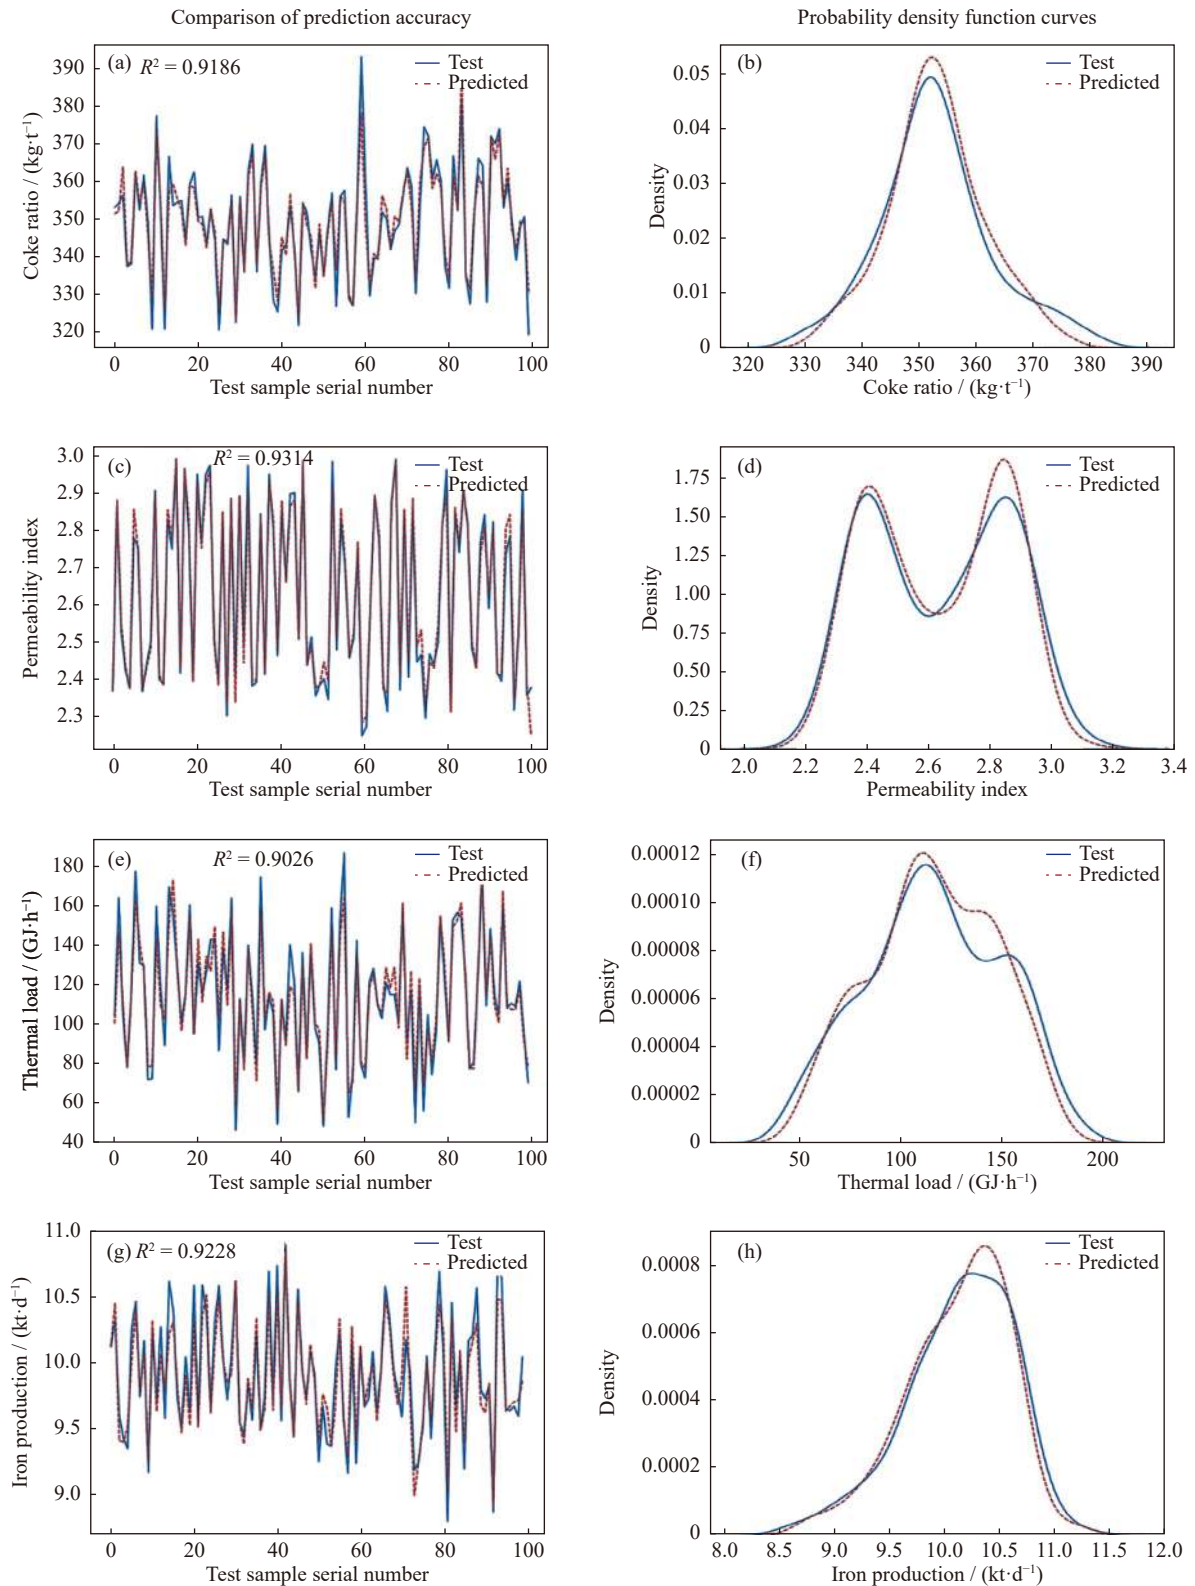 Comparison of prediction accuracy
Probability density function curves
(a) R² = 0.9186
Test
Predicted
390
380
370
360
350
340
330
320
Coke ratio / (kg·t⁻¹)
0 20 40 60 80 100
Test sample serial number
(b)
Test
Predicted
0.05
0.04
0.03
0.02
0.01
0
Density
320 330 340 350 360 370 380 390
Coke ratio / (kg·t⁻¹)
(c)
R² = 0.9314
Test
Predicted
3.0
2.9
2.8
2.7
2.6
2.5
2.4
2.3
Permeability index
0 20 40 60 80 100
Test sample serial number
(d)
Test
Predicted
1.75
1.50
1.25
1.00
0.75
0.50
0.25
0
Density
2.0 2.2 2.4 2.6 2.8 3.0 3.2 3.4
Permeability index
(e)
R² = 0.9026
Test
Predicted
180
160
140
120
100
80
60
40
Thermal load / (GJ·h⁻¹)
0 20 40 60 80 100
Test sample serial number
(f)
Test
Predicted
0.00012
0.00010
0.00008
0.00006
0.00004
0.00002
0
Density
50 100 150 200
Thermal load / (GJ·h⁻¹)
(g) R² = 0.9228
Test
Predicted
11.0
10.5
10.0
9.5
9.0
Iron production / (kt·d⁻¹)
0 20 40 60 80 100
Test sample serial number
(h)
Test
Predicted
0.0008
0.0006
0.0004
0.0002
0
Density
8.0 8.5 9.0 9.5 10.0 10.5 11.0 11.5 12.0
Iron production / (kt·d⁻¹)